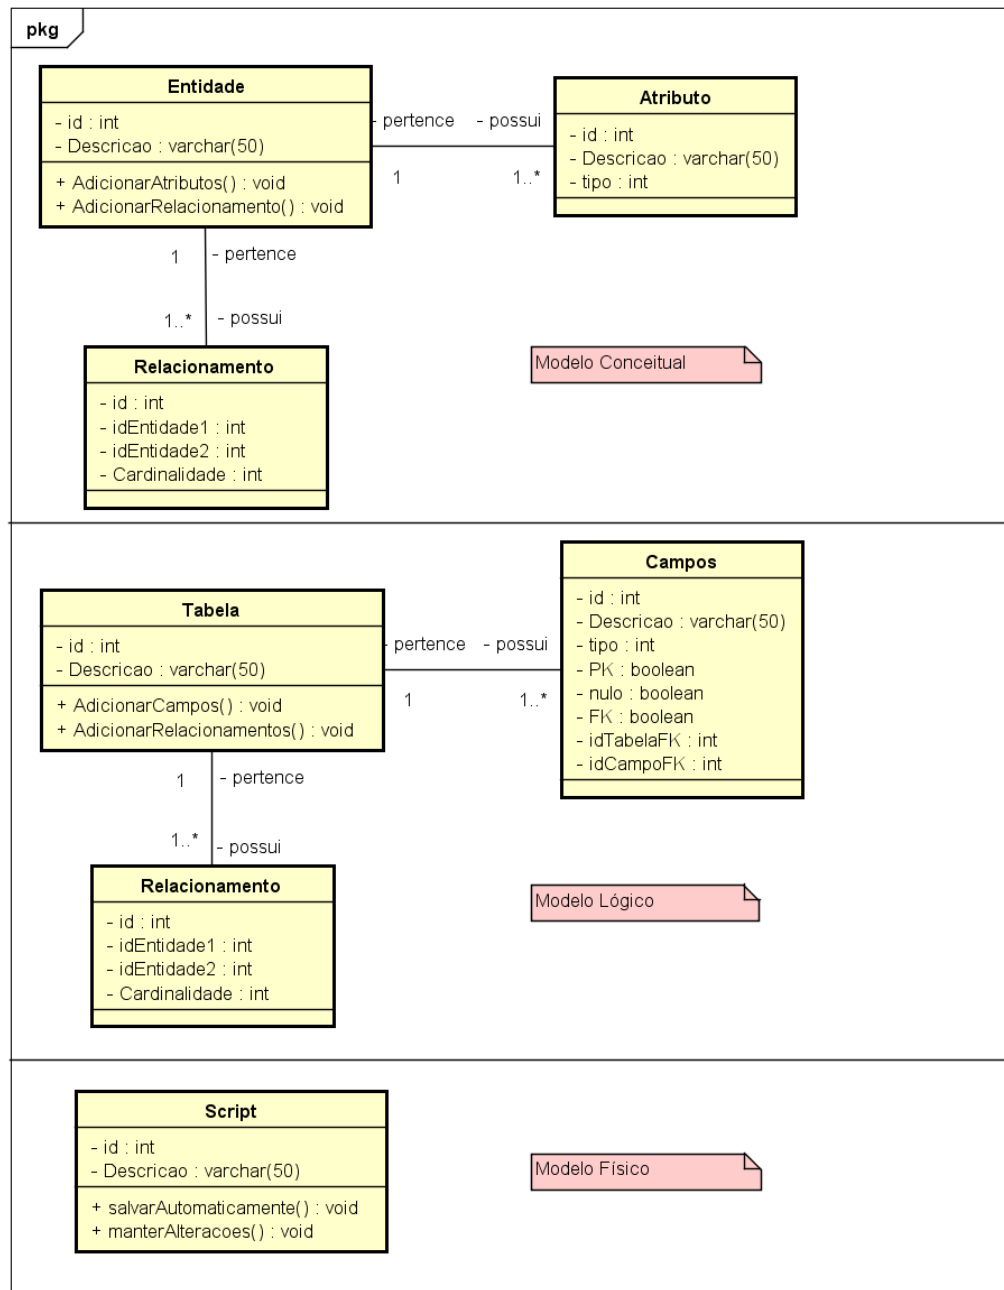 pkg
Entidade
- id : int
- Descricao : varchar(50)
+ AdicionarAtributos() : void
+ AdicionarRelacionamento() : void
- pertence
- possui
1
1..*
Atributo
- id : int
- Descricao : varchar(50)
- tipo : int
1
- pertence
1..*
- possui
Relacionamento
- id : int
- idEntidade1 : int
- idEntidade2 : int
- Cardinalidade : int
Modelo Conceitual
Tabela
- id : int
- Descricao : varchar(50)
+ AdicionarCampos() : void
+ AdicionarRelacionamentos() : void
- pertence
- possui
1
1..*
Campos
- id : int
- Descricao : varchar(50)
- tipo : int
- PK : boolean
- nulo : boolean
- FK : boolean
- idTabelaFK : int
- idCampoFK : int
1
- pertence
1..*
- possui
Relacionamento
- id : int
- idEntidade1 : int
- idEntidade2 : int
- Cardinalidade : int
Modelo Lógico
Script
- id : int
- Descricao : varchar(50)
+ salvarAutomaticamente() : void
+ manterAlteracoes() : void
Modelo Físico